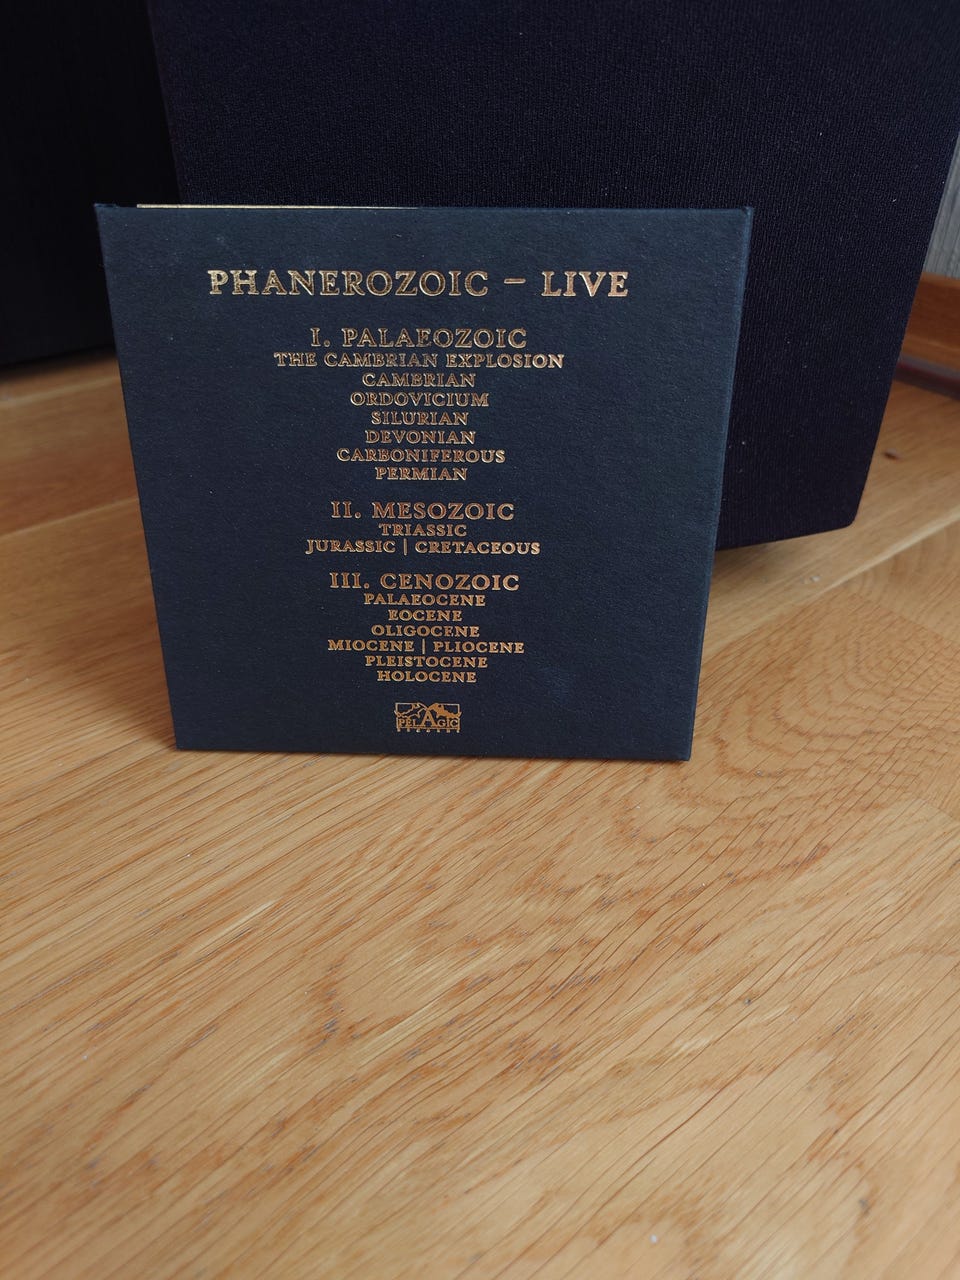 PHANEROZOIC – LIVE
I. PALAEOZOIC
THE CAMBRIAN EXPLOSION
CAMBRIAN
ORDOVICIUM
SILURIAN
DEVONIAN
CARBONIFEROUS
PERMIAN
II. MESOZOIC
TRIASSIC
JURASSIC | CRETACEOUS
III. CENOZOIC
PALAEOCENE
EOCENE
OLIGOCENE
MIOCENE | PLIOCENE
PLEISTOCENE
HOLOCENE
PELAGIC
RECORDS